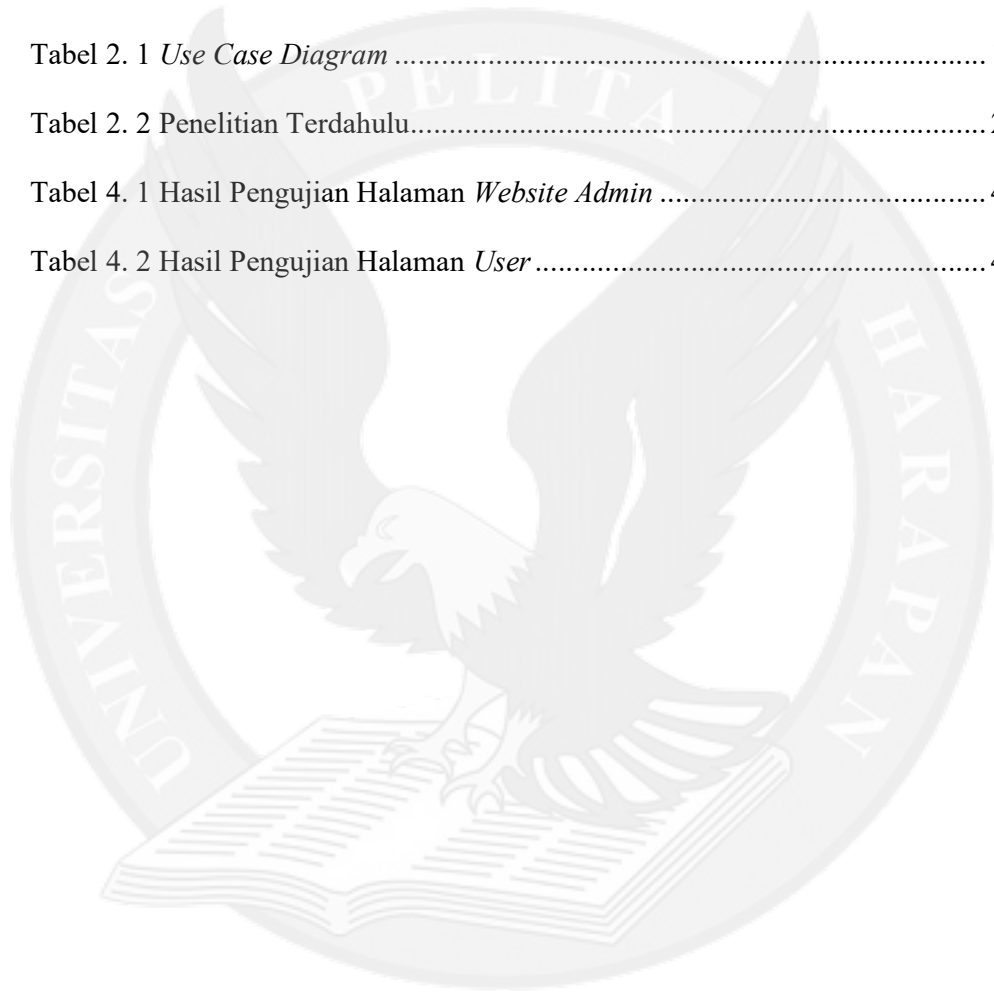 Tabel 2. 1 Use Case Diagram ........................................................................
Tabel 2. 2 Penelitian Terdahulu......................................................................
Tabel 4. 1 Hasil Pengujian Halaman Website Admin ........................................
Tabel 4. 2 Hasil Pengujian Halaman User.......................................................
UNIVERSITAS PELITA HARAPAN